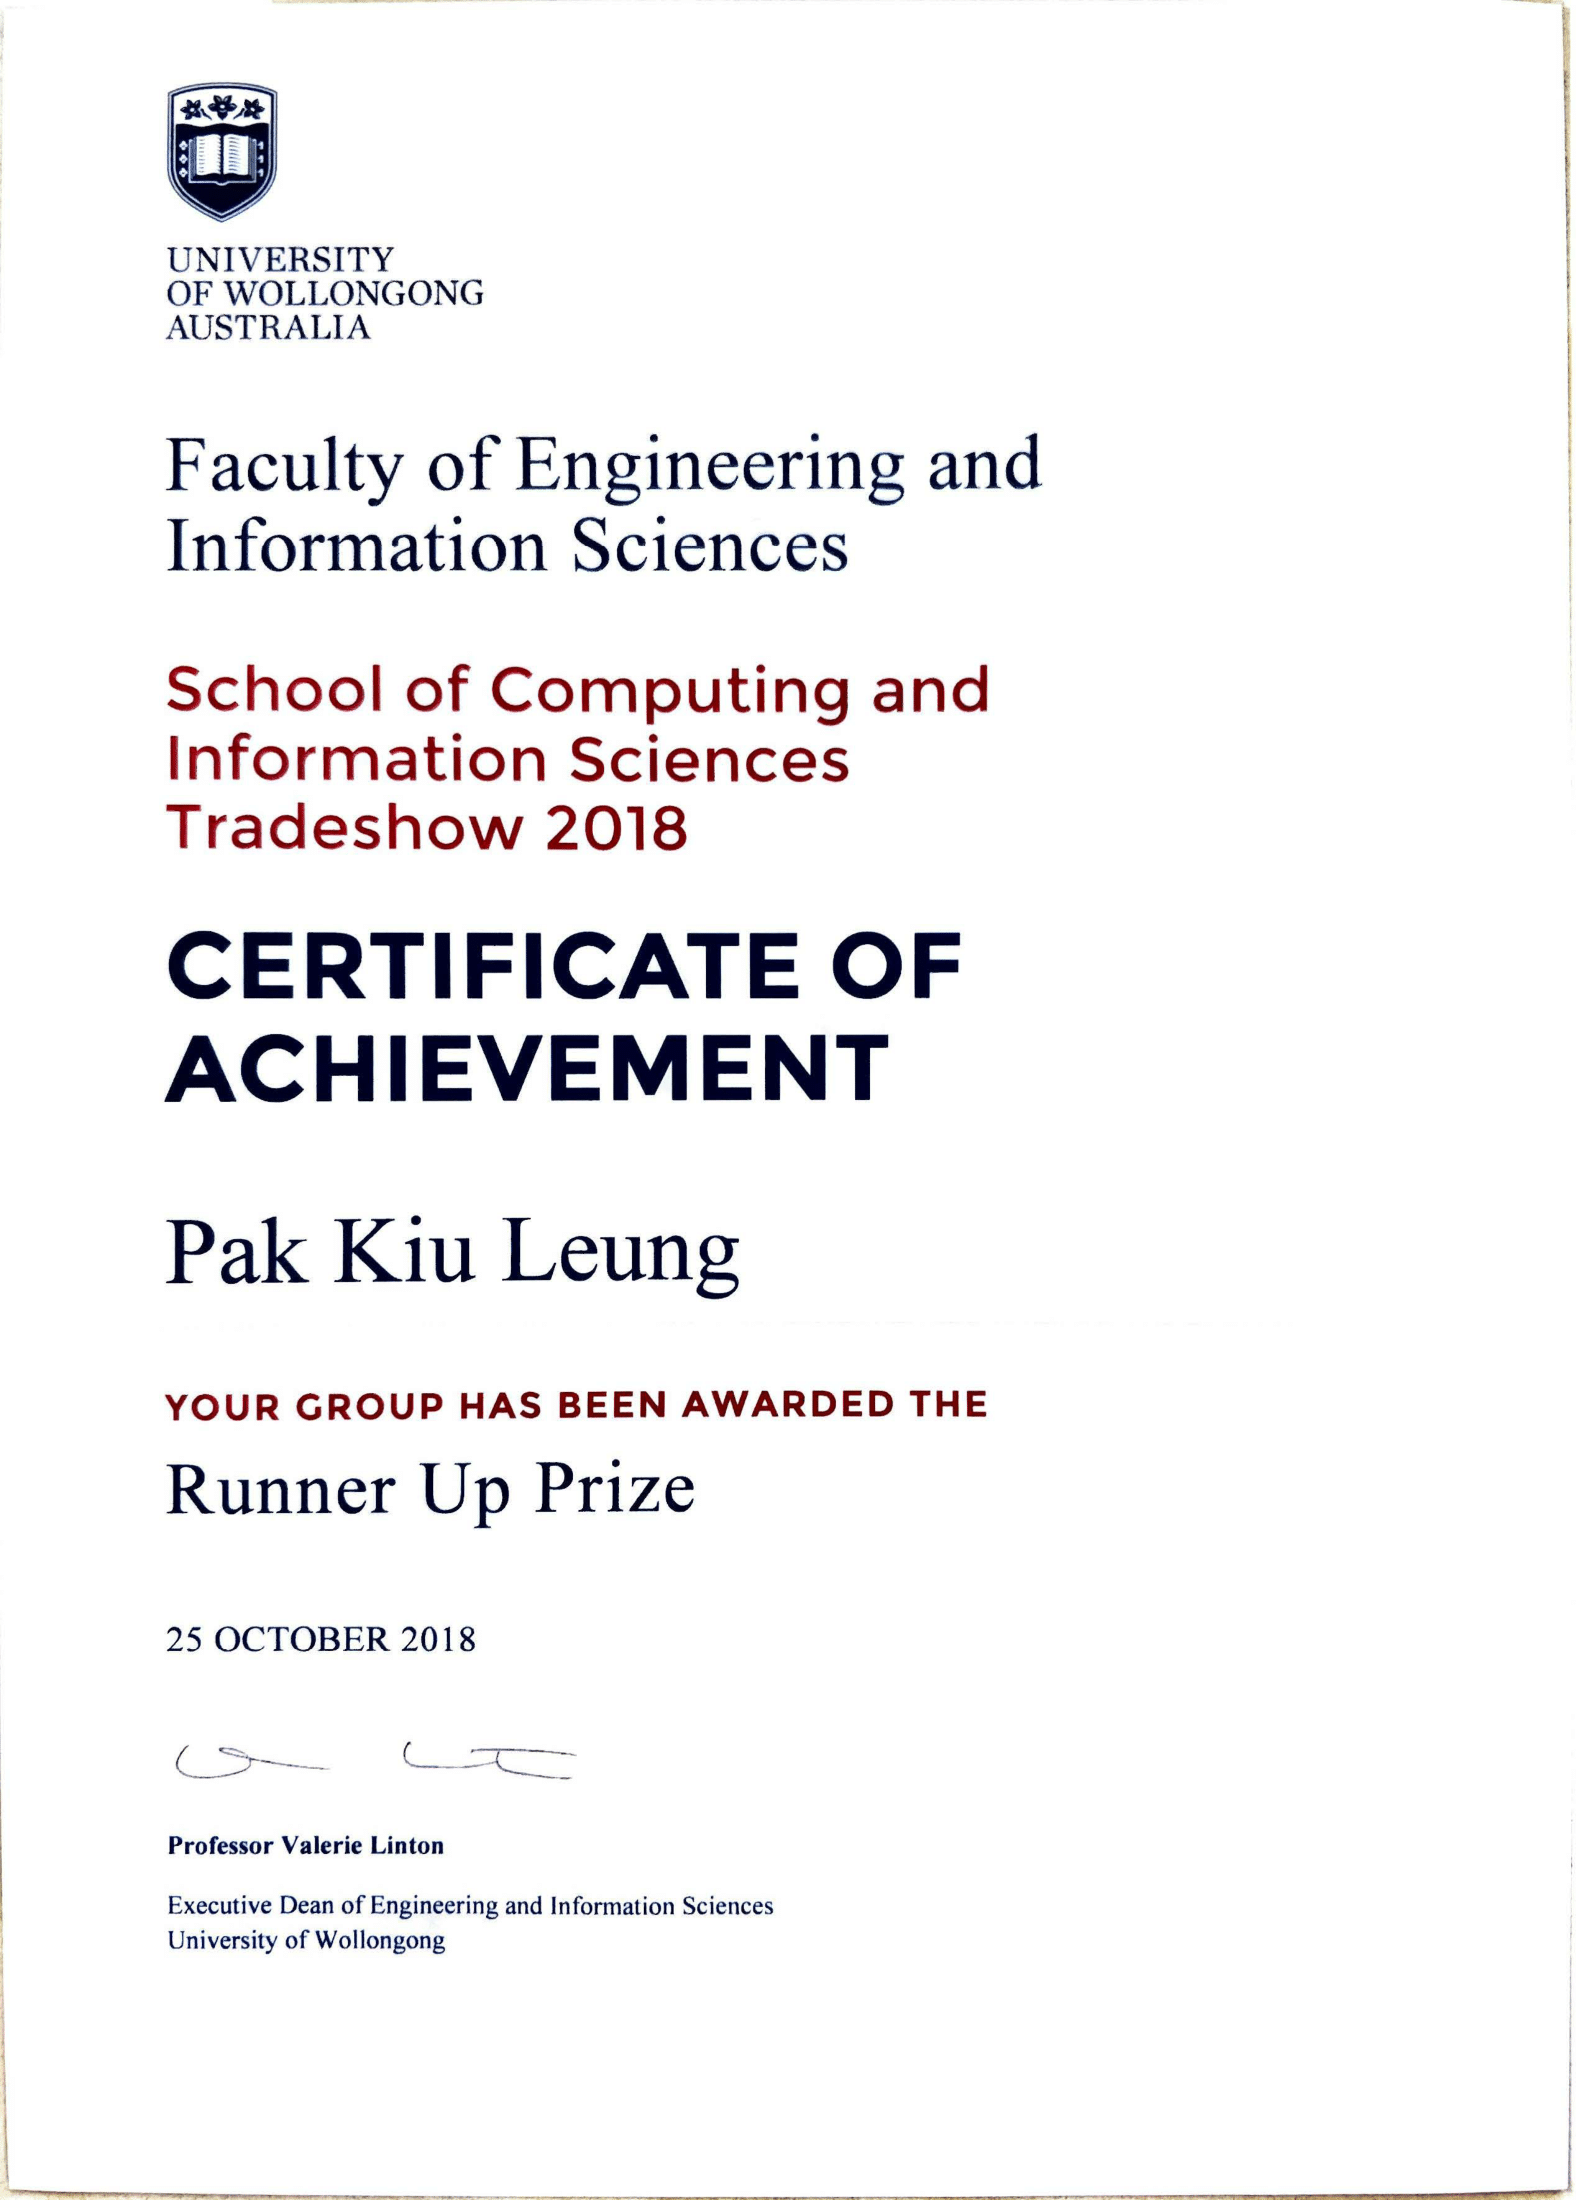 UNIVERSITY
OF WOLLONGONG
AUSTRALIA
Faculty of Engineering and
Information Sciences
School of Computing and
Information Sciences
Tradeshow 2018
CERTIFICATE OF
ACHIEVEMENT
Pak Kiu Leung
YOUR GROUP HAS BEEN AWARDED THE
Runner Up Prize
25 OCTOBER 2018
Professor Valerie Linton
Executive Dean of Engineering and Information Sciences
University of Wollongong